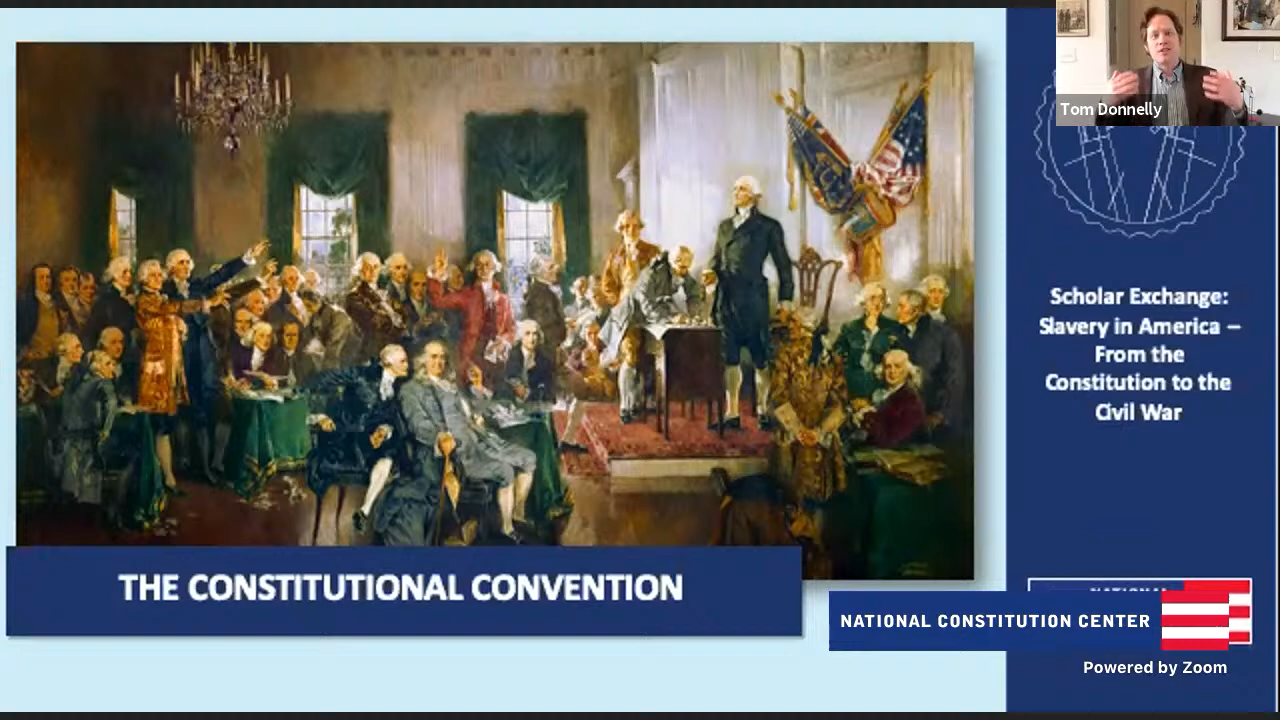 Tom Donnelly
Scholar Exchange:
Slavery in America –
From the
Constitution to the
Civil War
THE CONSTITUTIONAL CONVENTION
NATIONAL
NATIONAL CONSTITUTION CENTER
Powered by Zoom